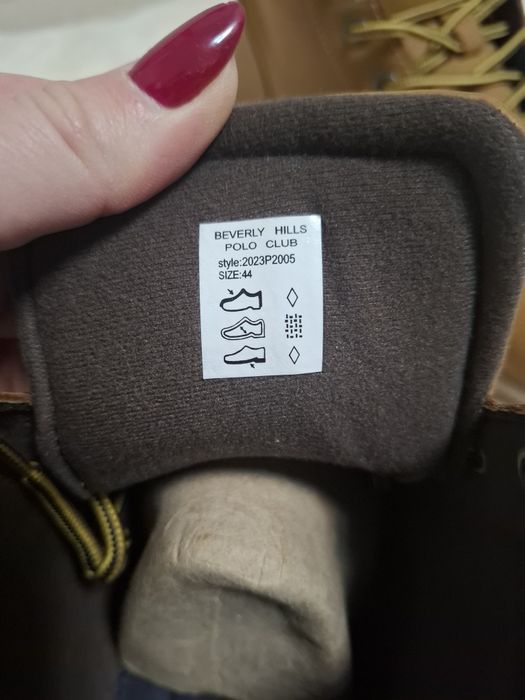 BEVERLY HILLS
POLO CLUB
style:2023P2005
SIZE:44